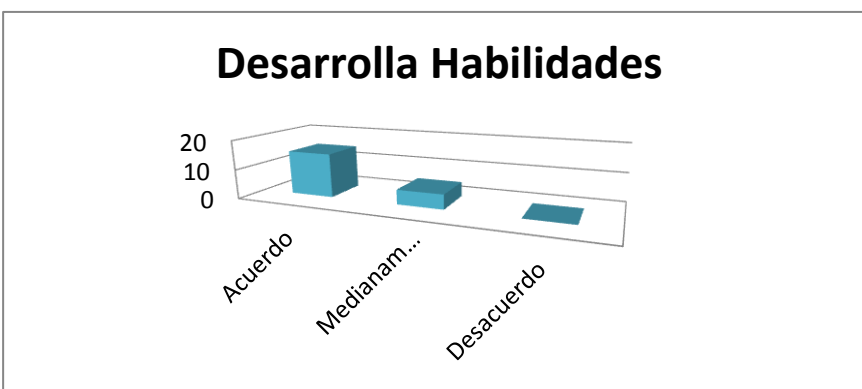 Desarrolla Habilidades
20
10
0
Acuerdo
Medianam...
Desacuerdo